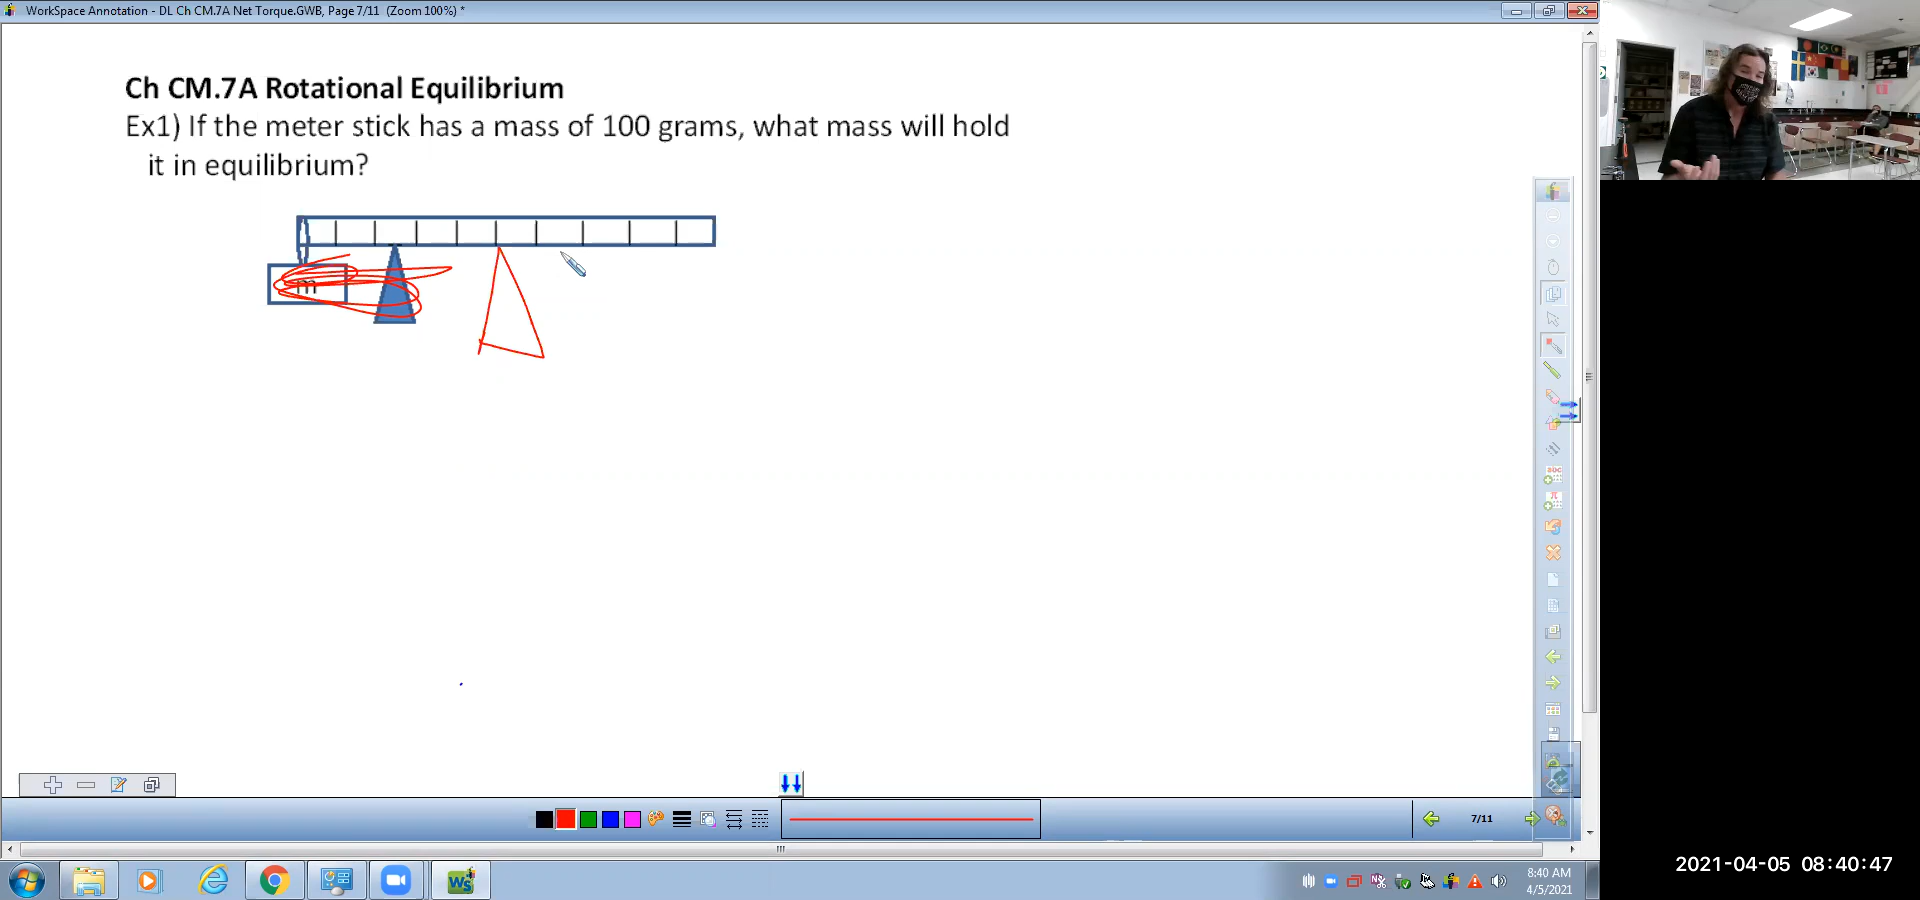 WorkSpace Annotation - DL Ch CM.7A Net Torque.GWB, Page 7/11 (Zoom 100%) *
Ch CM.7A Rotational Equilibrium
Ex1) If the meter stick has a mass of 100 grams, what mass will hold
it in equilibrium?
m
7/11
2021-04-05 08:40:47
8:40 AM
4/5/2021